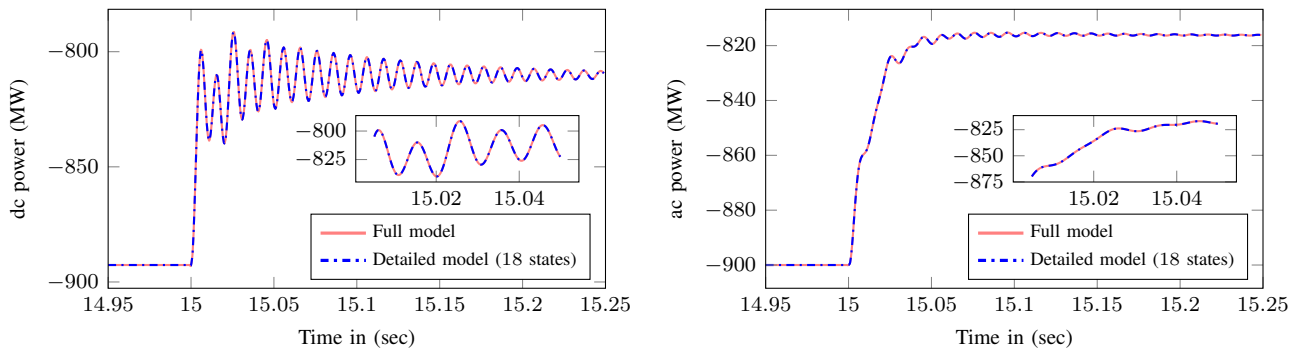 −800
−850
−900
dc power (MW)
14.95 15 15.05 15.1 15.15 15.2 15.25
Time in (sec)
−800
−825
15.02 15.04
Full model
Detailed model (18 states)
−820
−840
−860
−880
−900
ac power (MW)
14.95 15 15.05 15.1 15.15 15.2 15.25
Time in (sec)
−825
−850
−875
15.02 15.04
Full model
Detailed model (18 states)